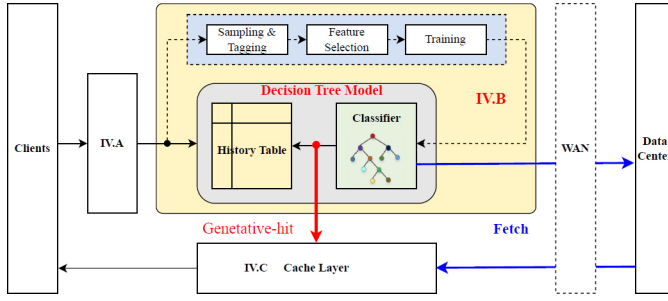 Sampling &
Tagging
Feature
Selection
Training
Decision Tree Model
IV.B
Classifier
Clients
IV.A
History Table
WAN
Data
Center
Genetative-hit
Fetch
IV.C Cache Layer